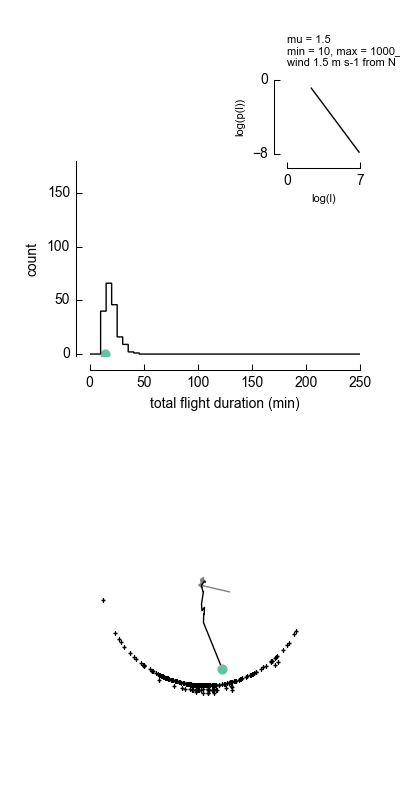 mu = 1.5
min = 10, max = 1000_
wind 1.5 m s-1 from N
0
log(p(l))
−8
0 7
log(l)
150
100
count
50
0
0 50 100 150 200 250
total flight duration (min)